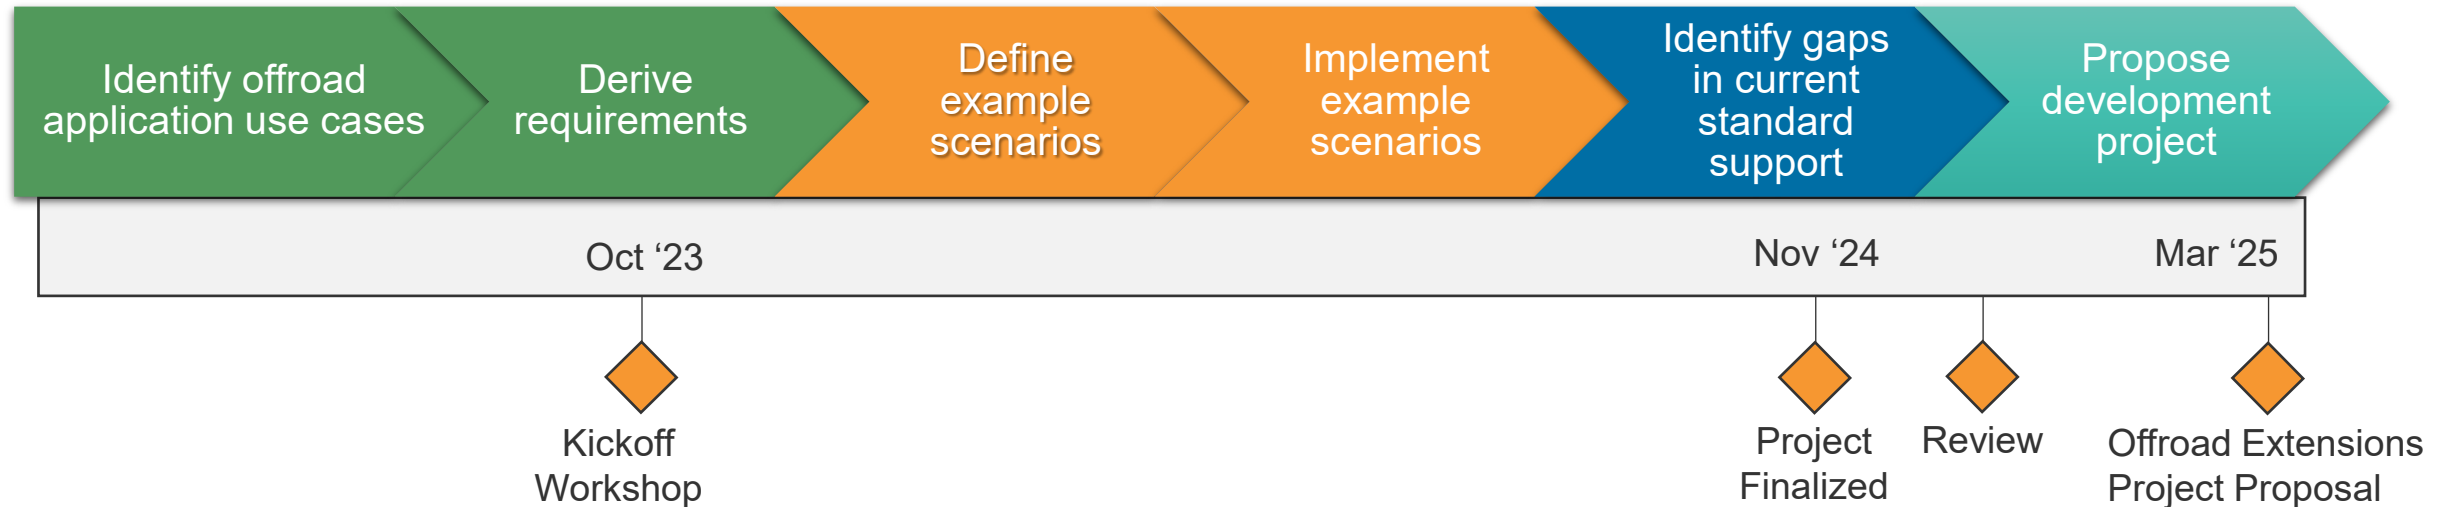 Identify offroad
application use cases
Derive
requirements
Define
example
scenarios
Implement
example
scenarios
Identify gaps
in current
standard
support
Propose
development
project
Oct ‘23
Nov ‘24
Mar ‘25
Kickoff
Workshop
Project
Finalized
Review
Offroad Extensions
Project Proposal